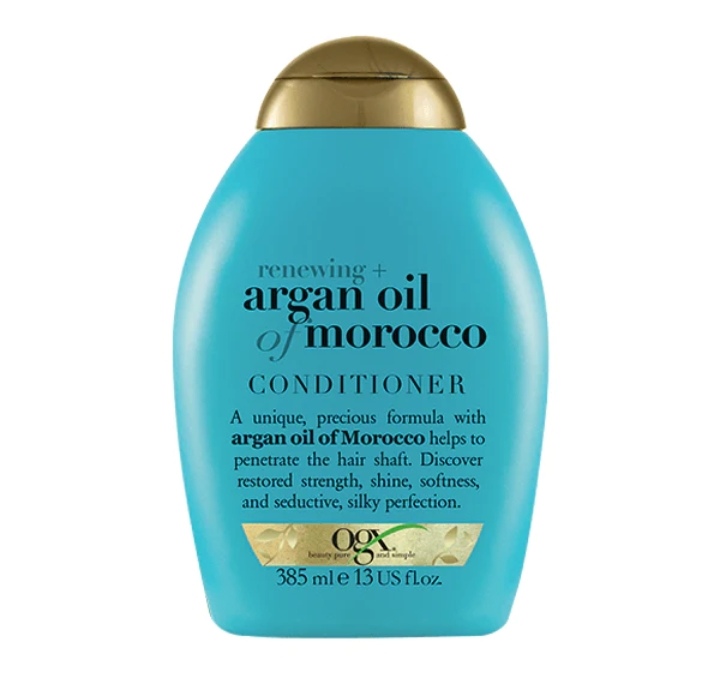 renewing +
argan oil
of morocco
CONDITIONER
A unique, precious formula with
argan oil of Morocco helps to
penetrate the hair shaft. Discover
restored strength, shine, softness,
and seductive, silky perfection.
ogx
beauty pure and simple
385 ml e 13 US fl.oz.